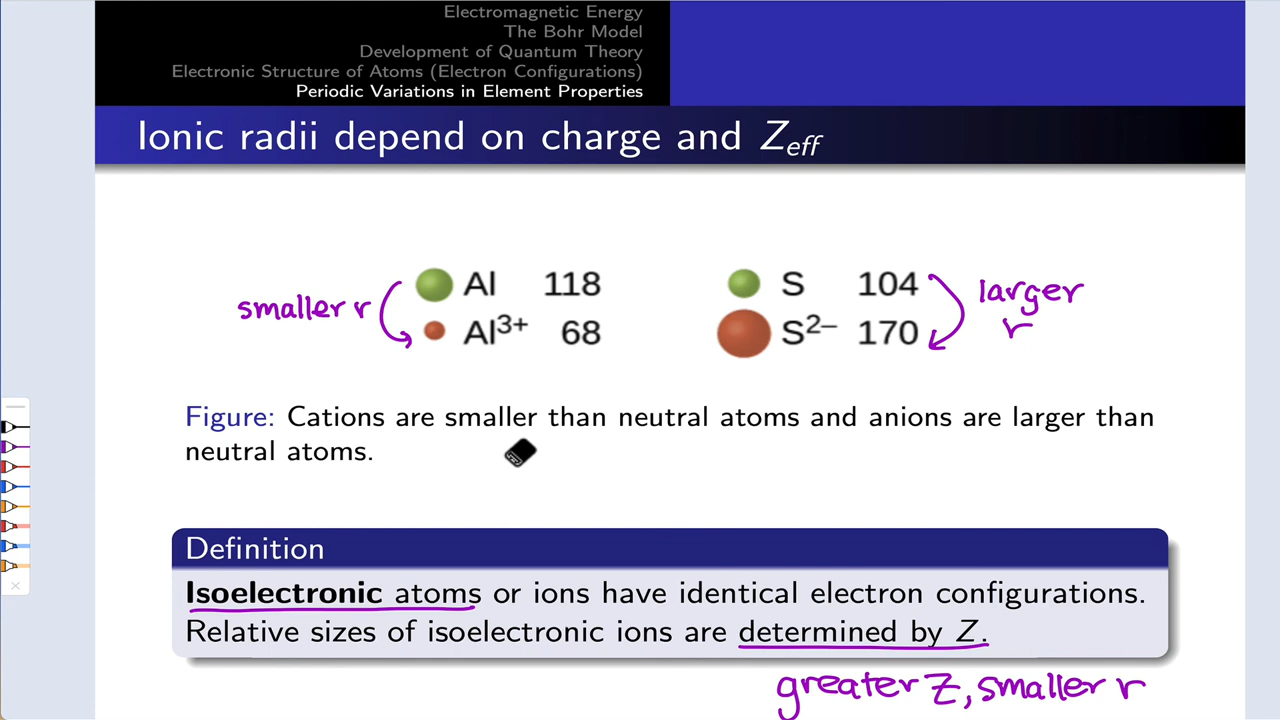 Electromagnetic Energy
The Bohr Model
Development of Quantum Theory
Electronic Structure of Atoms (Electron Configurations)
Periodic Variations in Element Properties
Ionic radii depend on charge and Z_eff
smaller r
Al 118
Al³⁺ 68
S 104
S²⁻ 170
larger
r
Figure: Cations are smaller than neutral atoms and anions are larger than
neutral atoms.
Definition
Isoelectronic atoms or ions have identical electron configurations.
Relative sizes of isoelectronic ions are determined by Z.
greater Z, smaller r